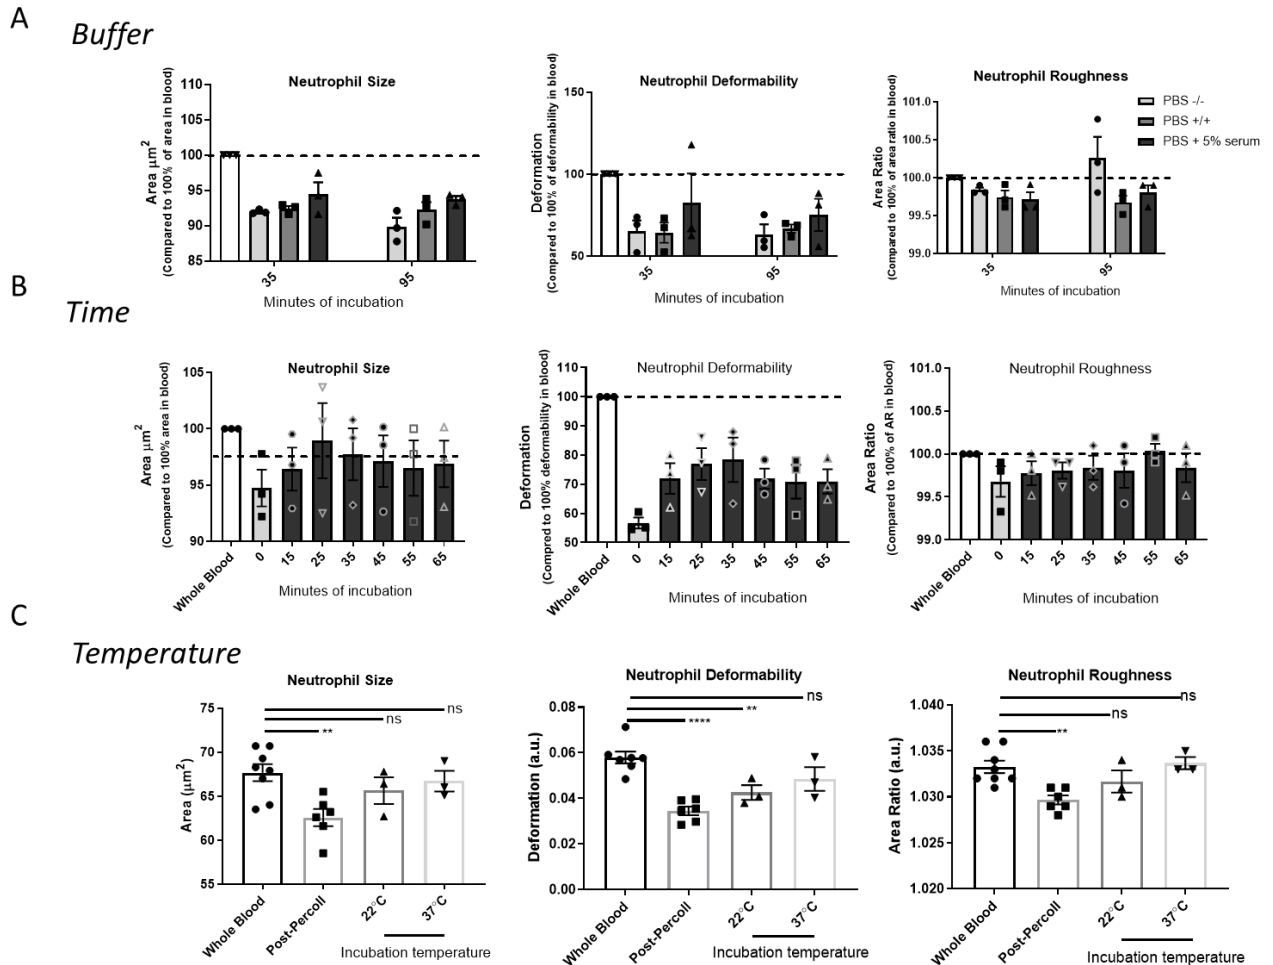 A
Buffer
Neutrophil Size
Area μm²
(Compared to 100% of area in blood)
110
105
100
95
90
85
35
95
Minutes of incubation
Neutrophil Deformability
Deformation
(Compared to 100% of deformability in blood)
150
100
50
35
95
Minutes of incubation
Neutrophil Roughness
Area Ratio
(Compared to 100% of area ratio in blood)
101.0
100.5
100.0
99.5
99.0
35
95
Minutes of incubation
PBS -/-
PBS +/+
PBS + 5% serum
B
Time
Neutrophil Size
Area μm²
(Compared to 100% area in blood)
105
100
95
90
Whole Blood
0
15
25
35
45
55
65
Minutes of incubation
Neutrophil Deformability
Deformation
(Compred to 100% deformability in blood)
110
100
90
80
70
60
50
Whole Blood
0
15
25
35
45
55
65
Minutes of incubation
Neutrophil Roughness
Area Ratio
(Compared to 100% of AR in blood)
101.0
100.5
100.0
99.5
99.0
Whole Blood
0
15
25
35
45
55
65
Minutes of incubation
C
Temperature
Neutrophil Size
Area (μm²)
75
70
65
60
55
ns
ns
**
Whole Blood
Post-Percoll
22°C
37°C
Incubation temperature
Neutrophil Deformability
Deformation (a.u.)
0.08
0.06
0.04
0.02
0.00
ns
**
****
Whole Blood
Post-Percoll
22°C
37°C
Incubation temperature
Neutrophil Roughness
Area Ratio (a.u.)
1.040
1.035
1.030
1.025
1.020
ns
ns
**
Whole Blood
Post-Percoll
22°C
37°C
Incubation temperature